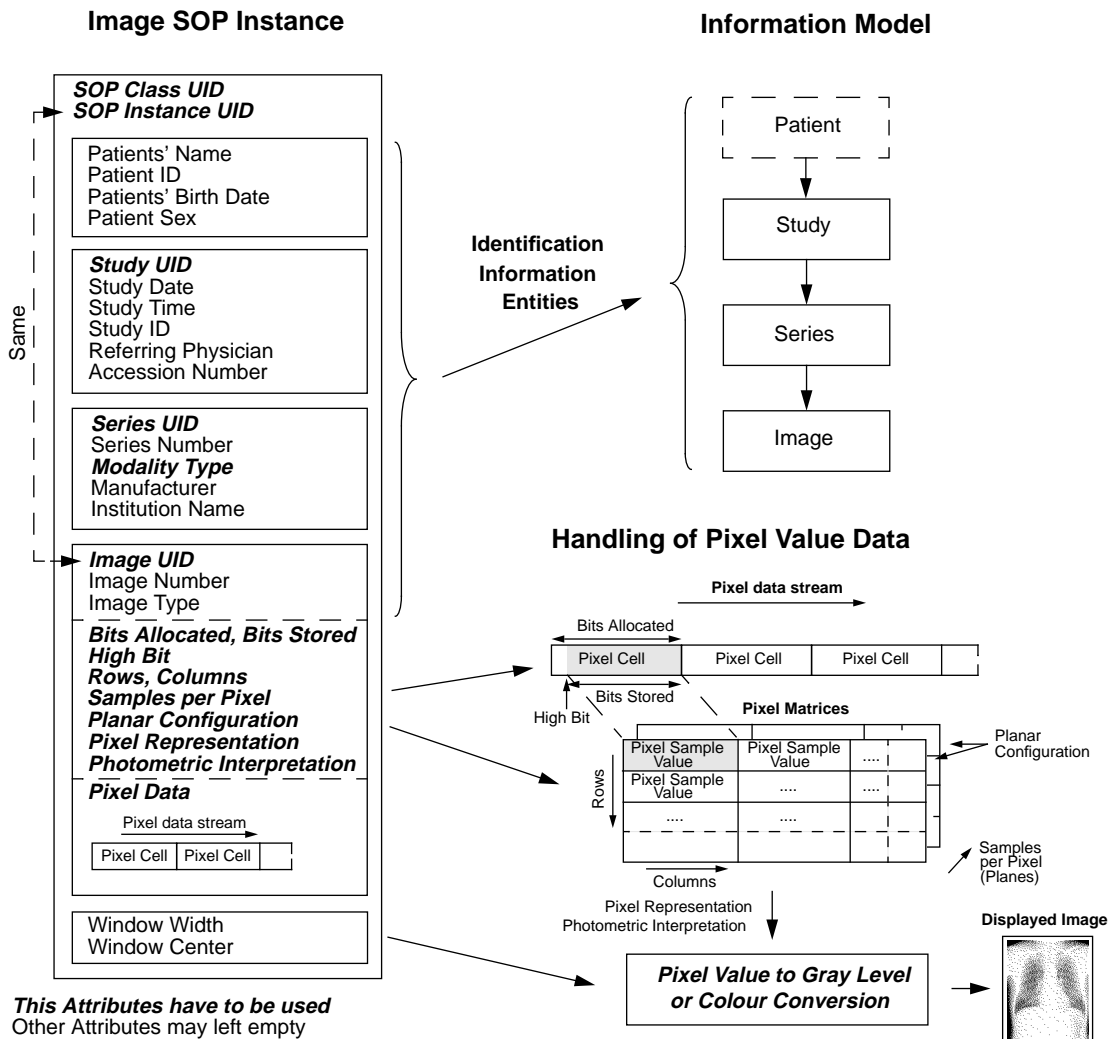 Image SOP Instance
SOP Class UID
SOP Instance UID
Patients' Name
Patient ID
Patients' Birth Date
Patient Sex
Study UID
Study Date
Study Time
Study ID
Referring Physician
Accession Number
Series UID
Series Number
Modality Type
Manufacturer
Institution Name
Image UID
Image Number
Image Type
Bits Allocated, Bits Stored
High Bit
Rows, Columns
Samples per Pixel
Planar Configuration
Pixel Representation
Photometric Interpretation
Pixel Data
Pixel data stream
Pixel Cell
Pixel Cell
Window Width
Window Center
Same
This Attributes have to be used
Other Attributes may left empty
Identification
Information
Entities
Information Model
Patient
Study
Series
Image
Handling of Pixel Value Data
Pixel data stream
Bits Allocated
Pixel Cell
Pixel Cell
Pixel Cell
Bits Stored
High Bit
Pixel Matrices
Pixel Sample
Value
Pixel Sample
Value
....
Pixel Sample
Value
....
....
....
....
Rows
Columns
Planar
Configuration
Samples
per Pixel
(Planes)
Pixel Representation
Photometric Interpretation
Pixel Value to Gray Level
or Colour Conversion
Displayed Image